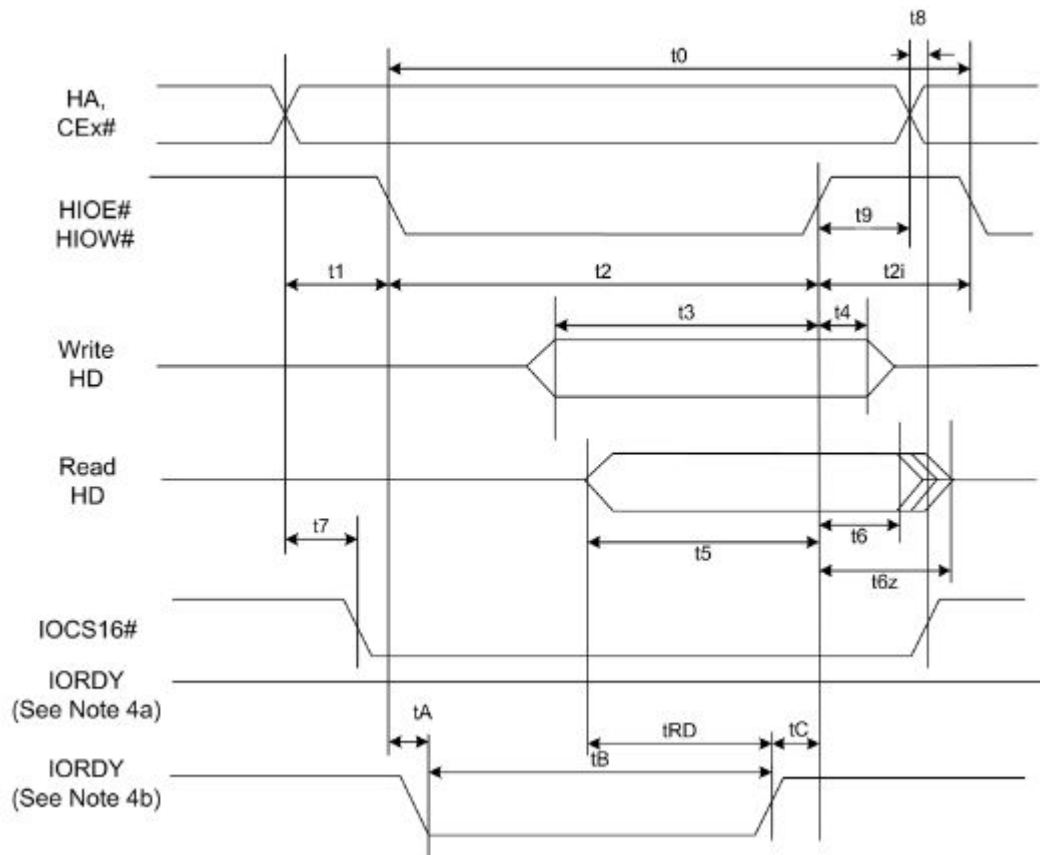 t8
t0
HA,
CEx#
HIOE#
HIOW#
t9
t1
t2
t2i
t3
t4
Write
HD
Read
HD
t7
t5
t6
t6z
IOCS16#
IORDY
(See Note 4a)
tA
tRD
tC
tB
IORDY
(See Note 4b)